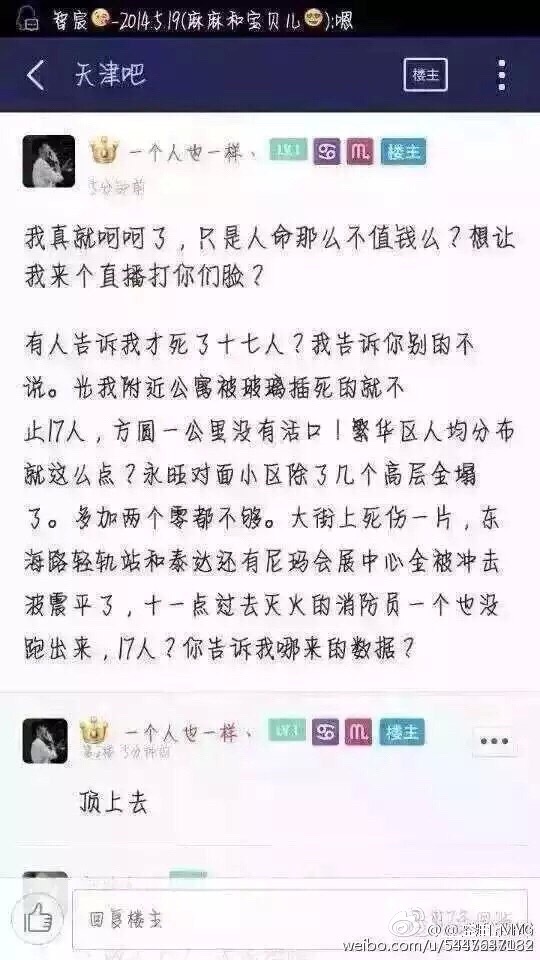 智宸-2014.5.19(麻麻和宝贝儿):嗯
天津吧
楼主
一个人也一样、
LV.1
楼主
5分钟前
我真就呵呵了，只是人命那么不值钱么？想让
我来个直播打你们脸？
有人告诉我才死了十七人？我告诉你别的不
说。光我附近公寓被玻璃插死的就不
止17人，方圆一公里没有活口！繁华区人均分布
就这么点？永旺对面小区除了几个高层全塌
了。多加两个零都不够。大街上死伤一片，东
海路轻轨站和泰达还有尼玛会展中心全被冲击
波震平了，十一点过去灭火的消防员一个也没
跑出来，17人？你告诉我哪来的数据？
一个人也一样、
LV.1
楼主
第2楼 5分钟前
顶上去
回复楼主